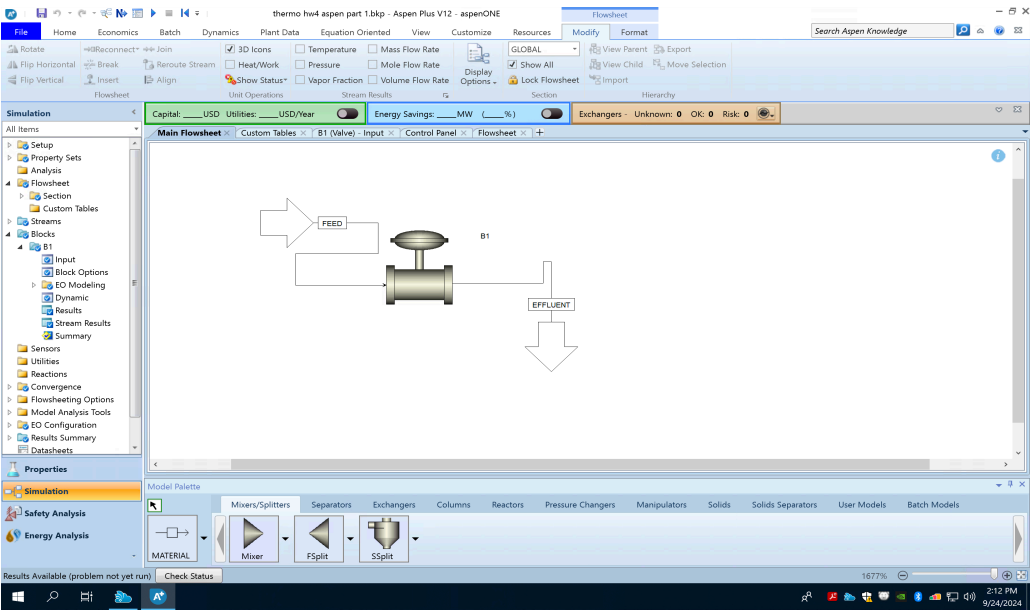 thermo hw4 aspen part 1.bkp - Aspen Plus V12 - aspenONE
Flowsheet
File Home Economics Batch Dynamics Plant Data Equation Oriented View Customize Resources Modify Format
Search Aspen Knowledge
Rotate Reconnect Join 3D Icons Temperature Mass Flow Rate GLOBAL View Parent Export
Flip Horizontal Break Reroute Stream Heat/Work Pressure Mole Flow Rate Display Options Show All View Child Move Selection
Flip Vertical Insert Align Show Status Vapor Fraction Volume Flow Rate Lock Flowsheet Import
Flowsheet Unit Operations Stream Results Section Hierarchy
Simulation
Capital: ____USD Utilities: ____USD/Year
Energy Savings: ____MW (____%)
Exchangers - Unknown: 0 OK: 0 Risk: 0
All Items
Main Flowsheet Custom Tables B1 (Valve) - Input Control Panel Flowsheet +
Setup
Property Sets
Analysis
Flowsheet
Section
Custom Tables
Streams
Blocks
B1
Input
Block Options
EO Modeling
Dynamic
Results
Stream Results
Summary
Sensors
Utilities
Reactions
Convergence
Flowsheeting Options
Model Analysis Tools
EO Configuration
Results Summary
Datasheets
FEED
B1
EFFLUENT
Properties
Simulation
Safety Analysis
Energy Analysis
Model Palette
Mixers/Splitters Separators Exchangers Columns Reactors Pressure Changers Manipulators Solids Solids Separators User Models Batch Models
MATERIAL Mixer FSplit SSplit
Results Available (problem not yet run) Check Status 1677%
2:12 PM
9/24/2024